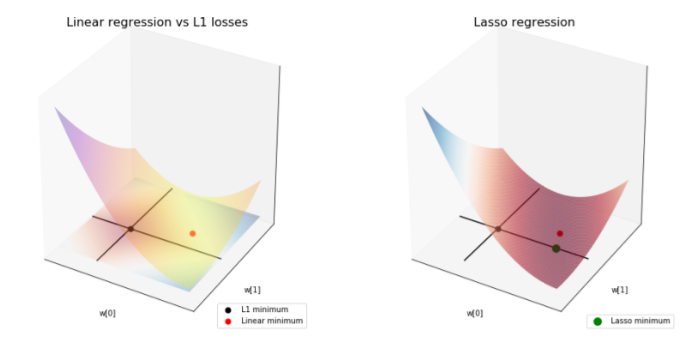 Linear regression vs L1 losses
w[0]
w[1]
L1 minimum
Linear minimum
Lasso regression
w[0]
w[1]
Lasso minimum